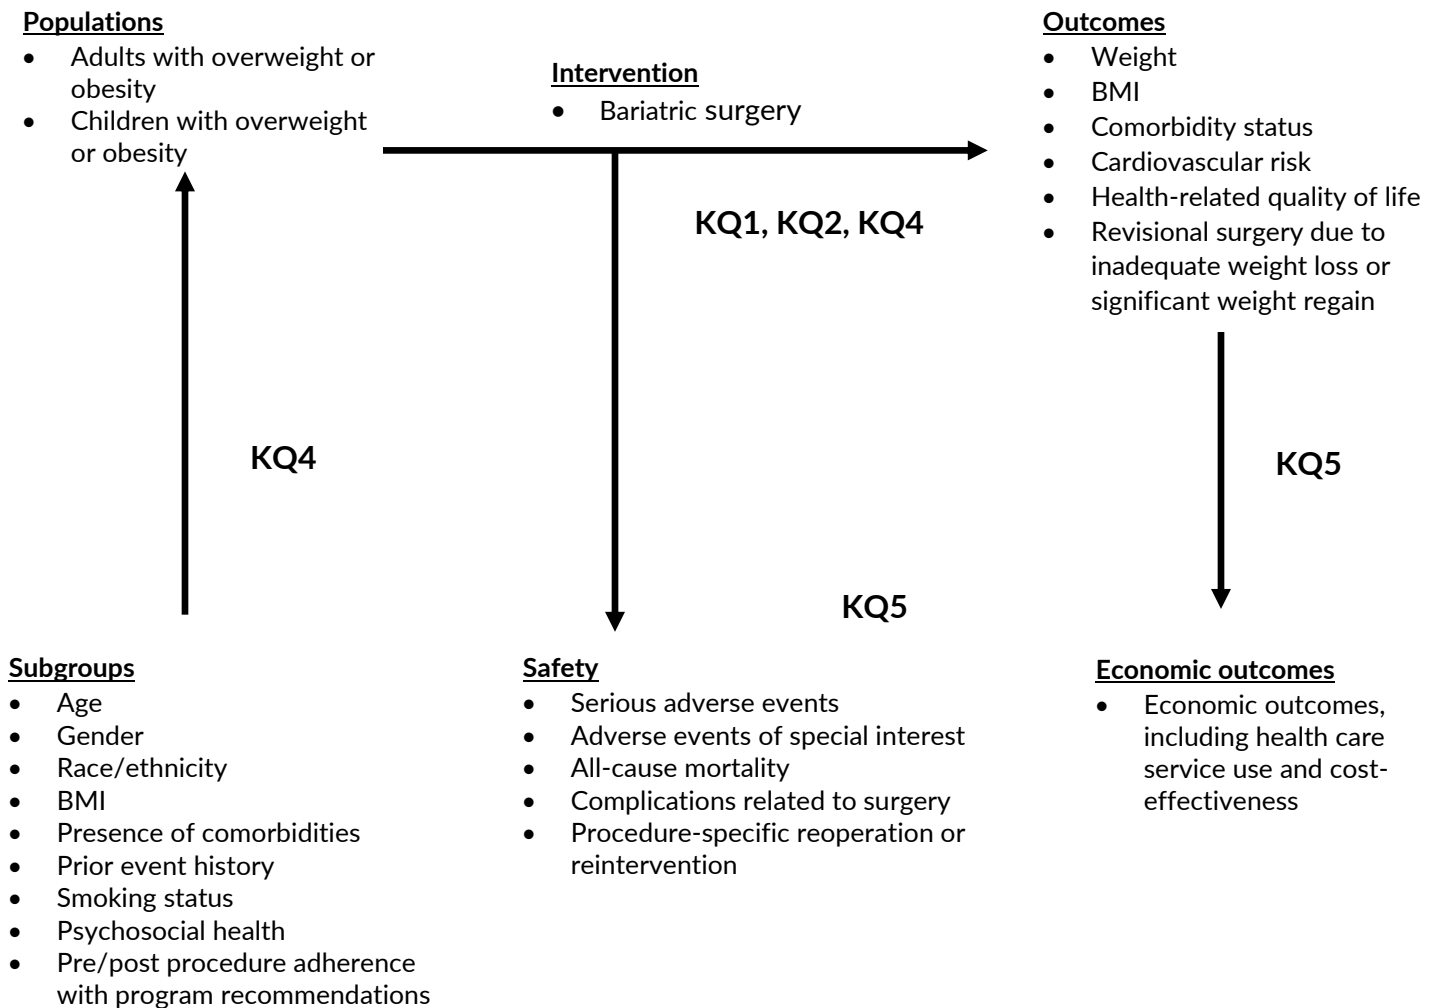 Populations
• Adults with overweight or
obesity
• Children with overweight
or obesity
Intervention
• Bariatric surgery
Outcomes
• Weight
• BMI
• Comorbidity status
• Cardiovascular risk
• Health-related quality of life
• Revisional surgery due to
inadequate weight loss or
significant weight regain
KQ1, KQ2, KQ4
KQ4
KQ5
KQ5
Subgroups
• Age
• Gender
• Race/ethnicity
• BMI
• Presence of comorbidities
• Prior event history
• Smoking status
• Psychosocial health
• Pre/post procedure adherence
with program recommendations
Safety
• Serious adverse events
• Adverse events of special interest
• All-cause mortality
• Complications related to surgery
• Procedure-specific reoperation or
reintervention
Economic outcomes
• Economic outcomes,
including health care
service use and cost-
effectiveness